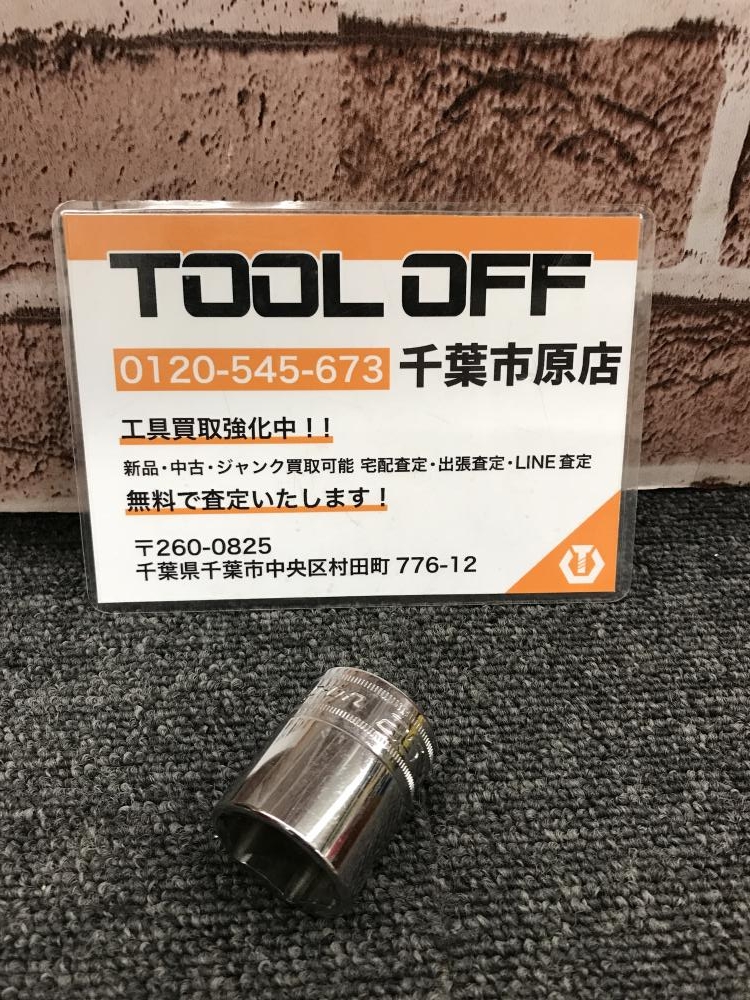 TOOL OFF
0120-545-673 千葉市原店
工具買取強化中！！
新品・中古・ジャンク買取可能 宅配査定・出張査定・LINE査定
無料で査定いたします！
〒260-0825
千葉県千葉市中央区村田町 776-12